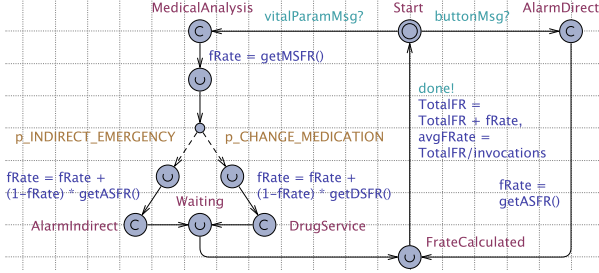 MedicalAnalysis
vitalParamMsg?
Start
buttonMsg?
AlarmDirect
C
C
fRate = getMSFR()
U
done!
TotalFR =
TotalFR + fRate,
avgFRate =
TotalFR/invocations
p_INDIRECT_EMERGENCY
p_CHANGE_MEDICATION
fRate = fRate +
(1-fRate) * getASFR()
U
U
fRate = fRate +
(1-fRate) * getDSFR()
fRate =
getASFR()
Waiting
AlarmIndirect
C
U
C
DrugService
FrateCalculated
U